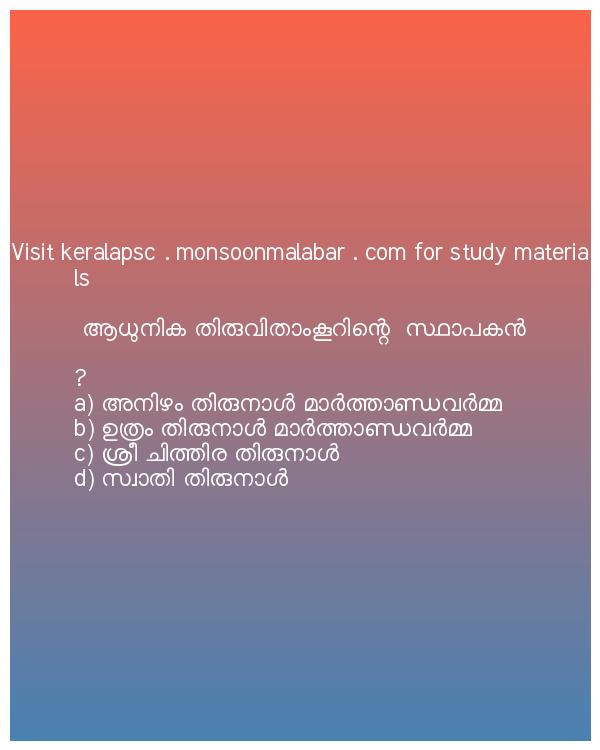 Visit keralapsc . monsoonmalabar . com for study materia
ls
ആധുനിക തിരുവിതാംകൂറിന്റെ സ്ഥാപകൻ
?
a) അനിഴം തിരുനാൾ മാർത്താണ്ഡവർമ്മ
b) ഉത്രം തിരുനാൾ മാർത്താണ്ഡവർമ്മ
c) ശ്രീ ചിത്തിര തിരുനാൾ
d) സ്വാതി തിരുനാൾ